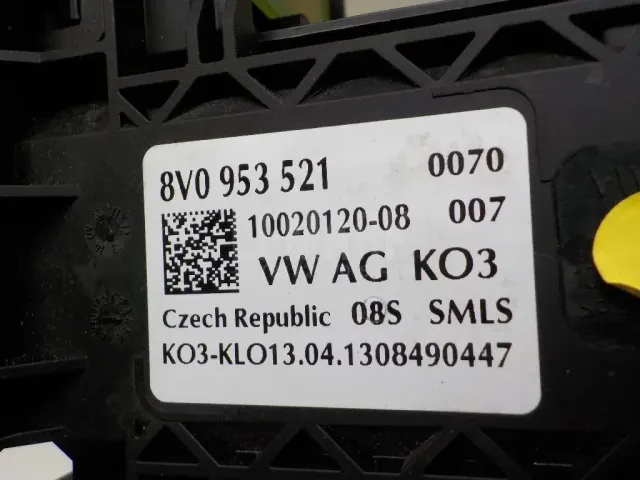 8V0 953 521 0070
10020120-08 007
VW AG KO3
Czech Republic 08S SMLS
KO3-KLO13.04.1308490447